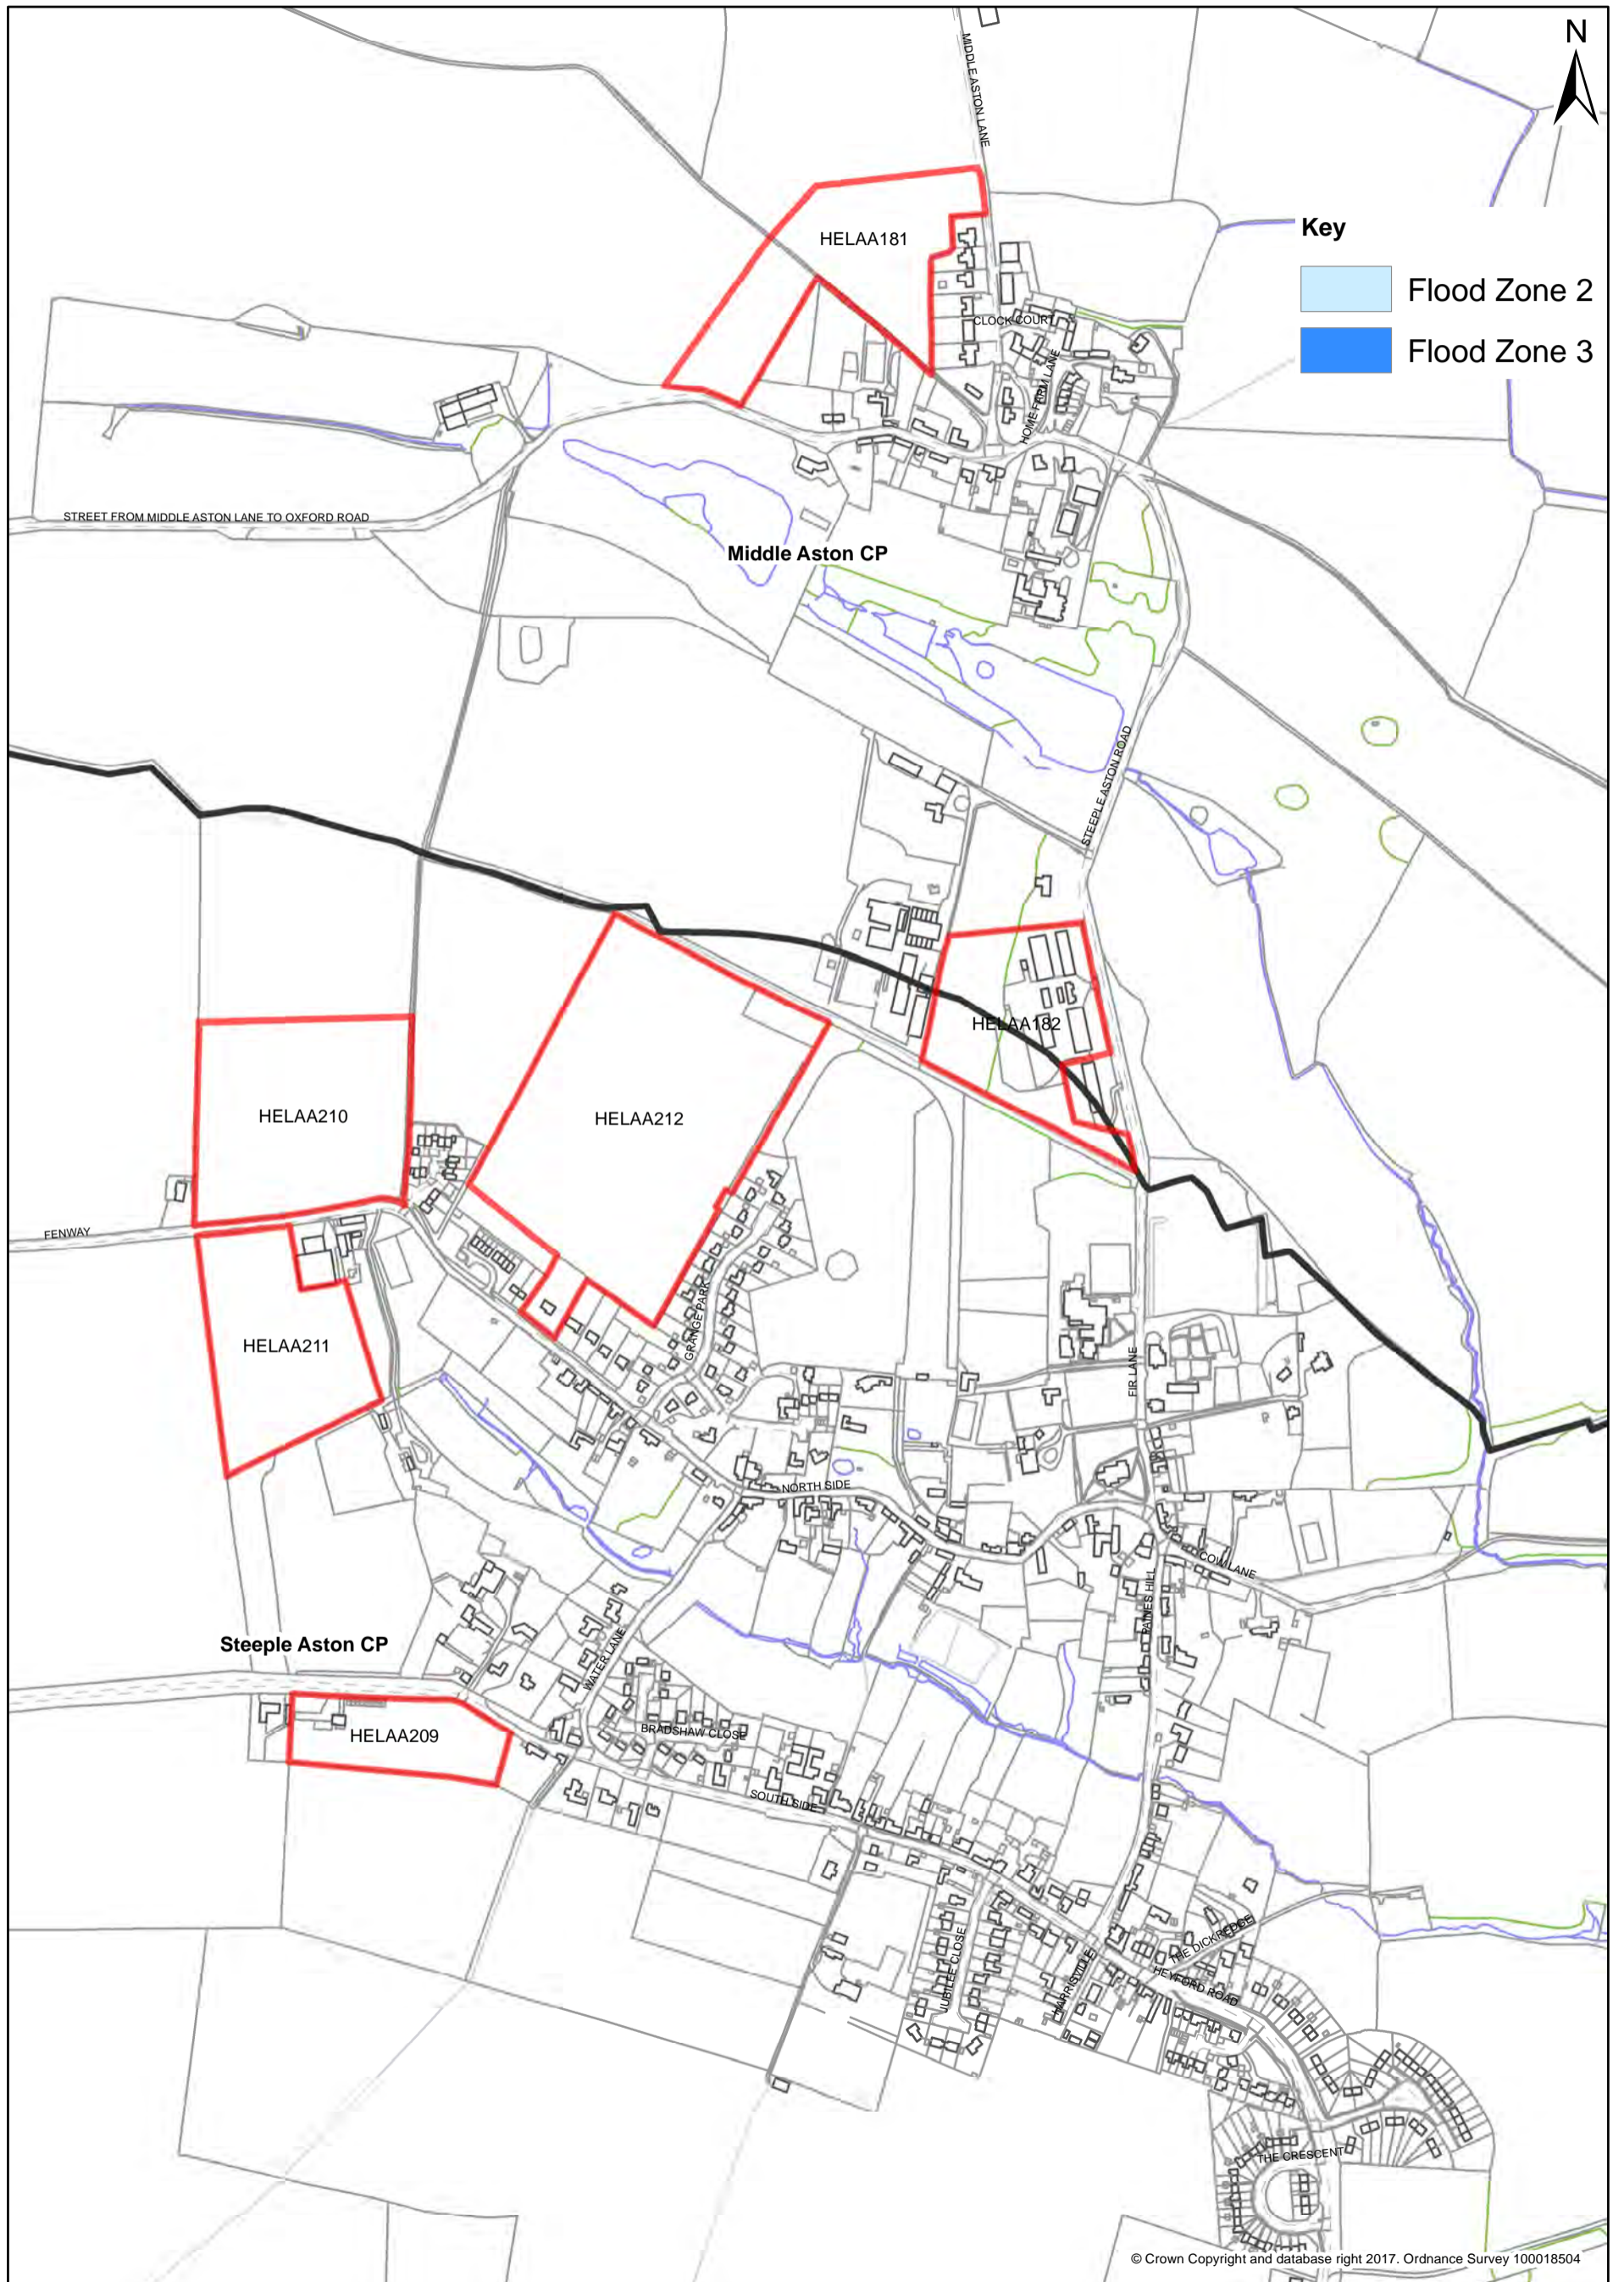 N
MIDDLE ASTON LANE
Key
HELAA181
Flood Zone 2
CLOCK COURT
Flood Zone 3
HOME FERM LANE
STREET FROM MIDDLE ASTON LANE TO OXFORD ROAD
Middle Aston CP
STEEPLE ASTON ROAD
HELAA182
HELAA210
HELAA212
FENWAY
GRANGE PARK
HELAA211
FIR LANE
NORTH SIDE
COW LANE
PAINES HILL
Steeple Aston CP
WATER LANE
BRADSHAW CLOSE
HELAA209
SOUTH SIDE
THE DICKREDGE
JUBILEE CLOSE
HARRISVILLE
HEYFORD ROAD
THE CRESCENT
© Crown Copyright and database right 2017. Ordnance Survey 100018504